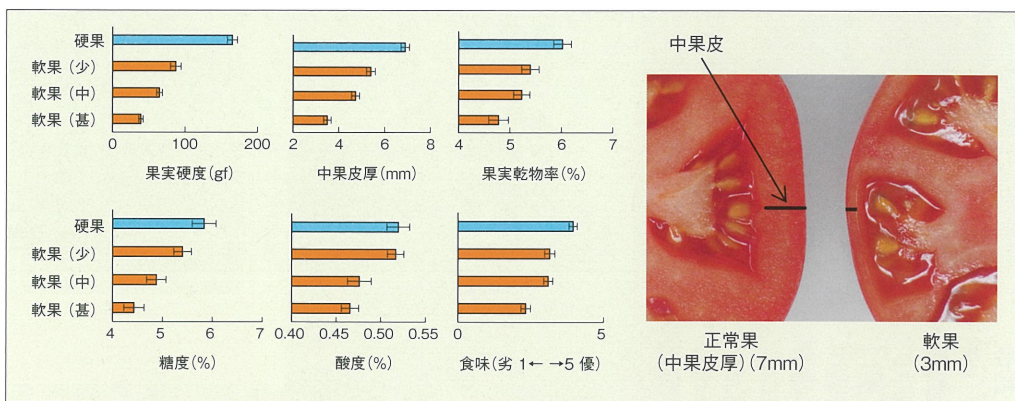 硬果
軟果（少）
軟果（中）
軟果（甚）
0 100 200
果実硬度（gf）
2 4 6 8
中果皮厚（mm）
4 5 6 7
果実乾物率（%）
硬果
軟果（少）
軟果（中）
軟果（甚）
4 5 6 7
糖度（%）
0.40 0.45 0.50 0.55
酸度（%）
0 5
食味（劣 1← →5 優）
中果皮
正常果
（中果皮厚）（7mm）
軟果
（3mm）